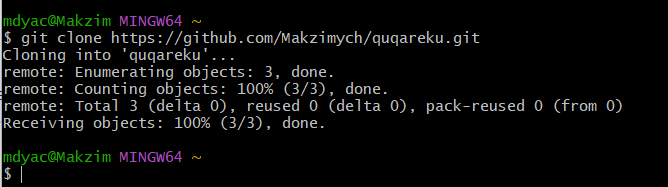 mdyac@Makzim MINGW64 ~
$ git clone https://github.com/Makzimych/quqareku.git
Cloning into 'quqareku'...
remote: Enumerating objects: 3, done.
remote: Counting objects: 100% (3/3), done.
remote: Total 3 (delta 0), reused 0 (delta 0), pack-reused 0 (from 0)
Receiving objects: 100% (3/3), done.
mdyac@Makzim MINGW64 ~
$